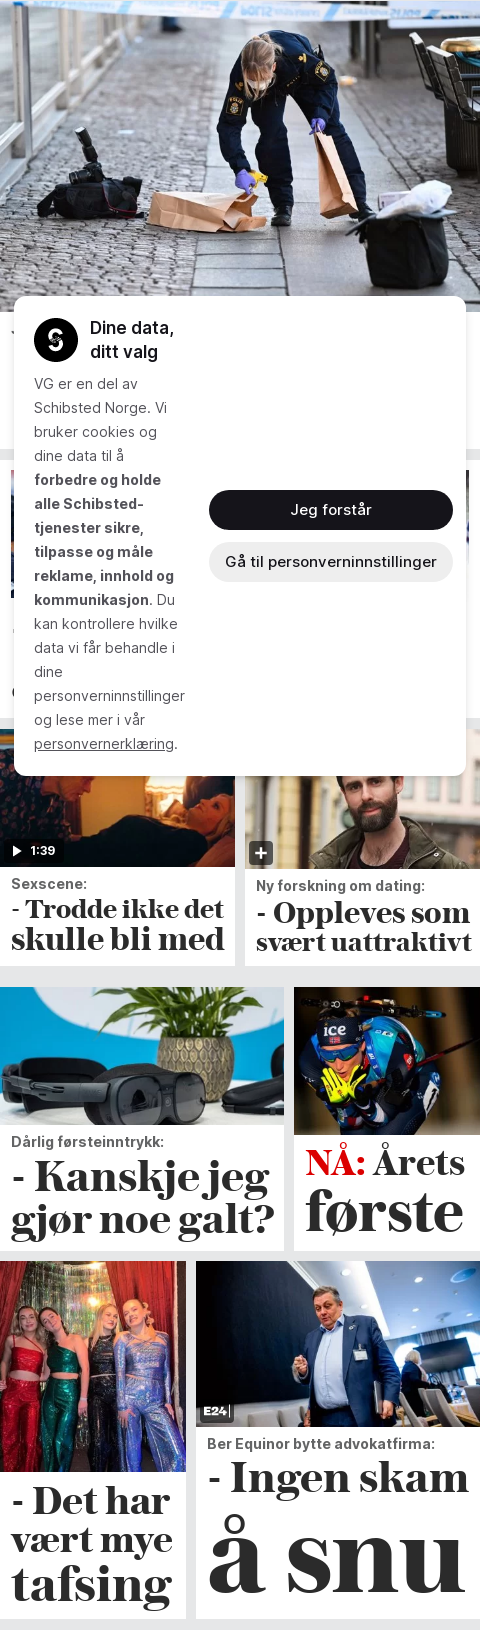 POLIS
Dine data,
ditt valg
VG er en del av
Schibsted Norge. Vi
bruker cookies og
dine data til å
forbedre og holde
alle Schibsted-
tjenester sikre,
tilpasse og måle
reklame, innhold og
kommunikasjon. Du
kan kontrollere hvilke
data vi får behandle i
dine
personverninnstillinger
og lese mer i vår
personvernerklæring.
Jeg forstår
Gå til personverninnstillinger
1:39
Sexscene:
- Trodde ikke det
skulle bli med
Ny forskning om dating:
- Oppleves som
svært uattraktivt
Dårlig førsteinntrykk:
- Kanskje jeg
gjør noe galt?
ice
NÅ: Årets
første
- Det har
vært mye
tafsing
E24
Ber Equinor bytte advokatfirma:
- Ingen skam
å snu